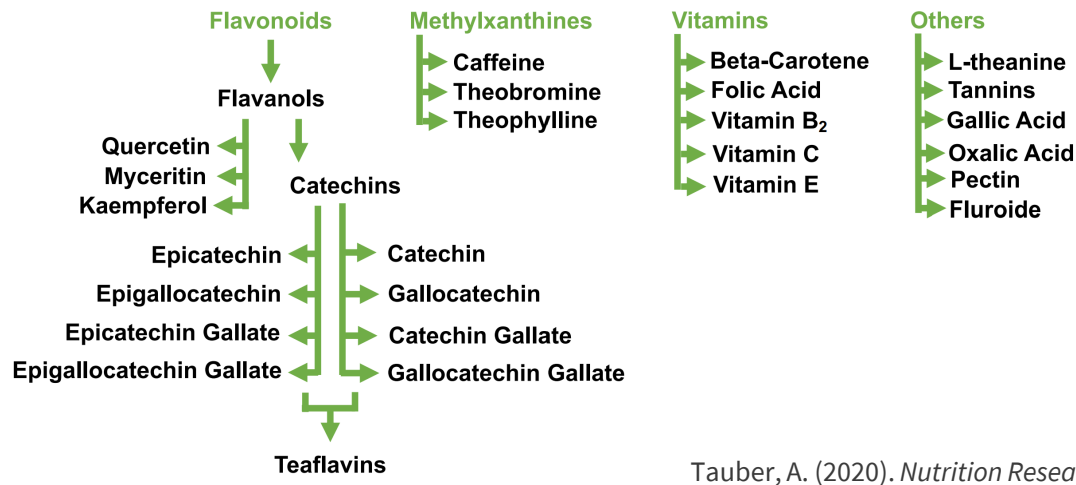 Flavonoids
Flavanols
Quercetin
Myceritin
Kaempferol
Catechins
Epicatechin
Epigallocatechin
Epicatechin Gallate
Epigallocatechin Gallate
Catechin
Gallocatechin
Catechin Gallate
Gallocatechin Gallate
Teaflavins
Methylxanthines
Caffeine
Theobromine
Theophylline
Vitamins
Beta-Carotene
Folic Acid
Vitamin B₂
Vitamin C
Vitamin E
Others
L-theanine
Tannins
Gallic Acid
Oxalic Acid
Pectin
Fluroide
Tauber, A. (2020). Nutrition Resea